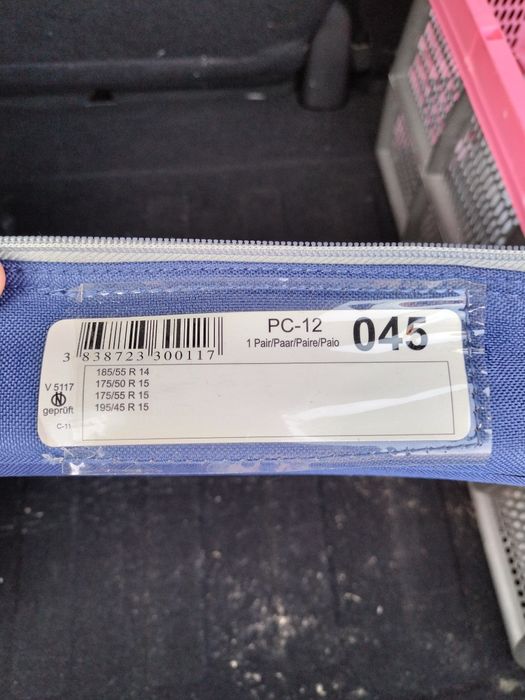 PC-12 045
1 Pair/Paar/Paire/Paio
3 838723 300117
185/55 R 14
175/50 R 15
175/55 R 15
195/45 R 15
V 5117
N
geprüft
C-11